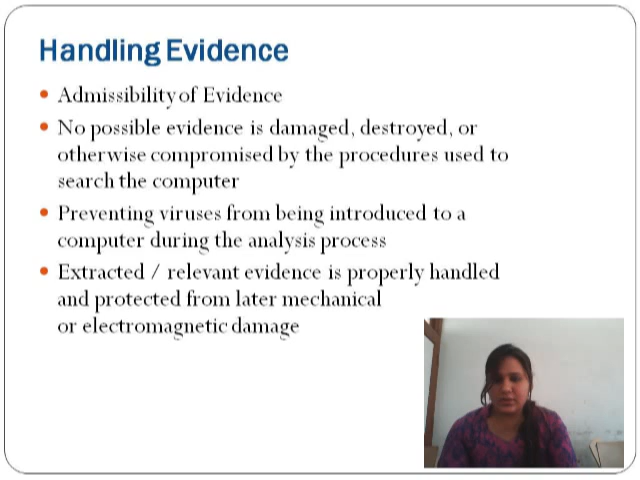 Handling Evidence
• Admissibility of Evidence
• No possible evidence is damaged, destroyed, or
otherwise compromised by the procedures used to
search the computer
• Preventing viruses from being introduced to a
computer during the analysis process
• Extracted / relevant evidence is properly handled
and protected from later mechanical
or electromagnetic damage